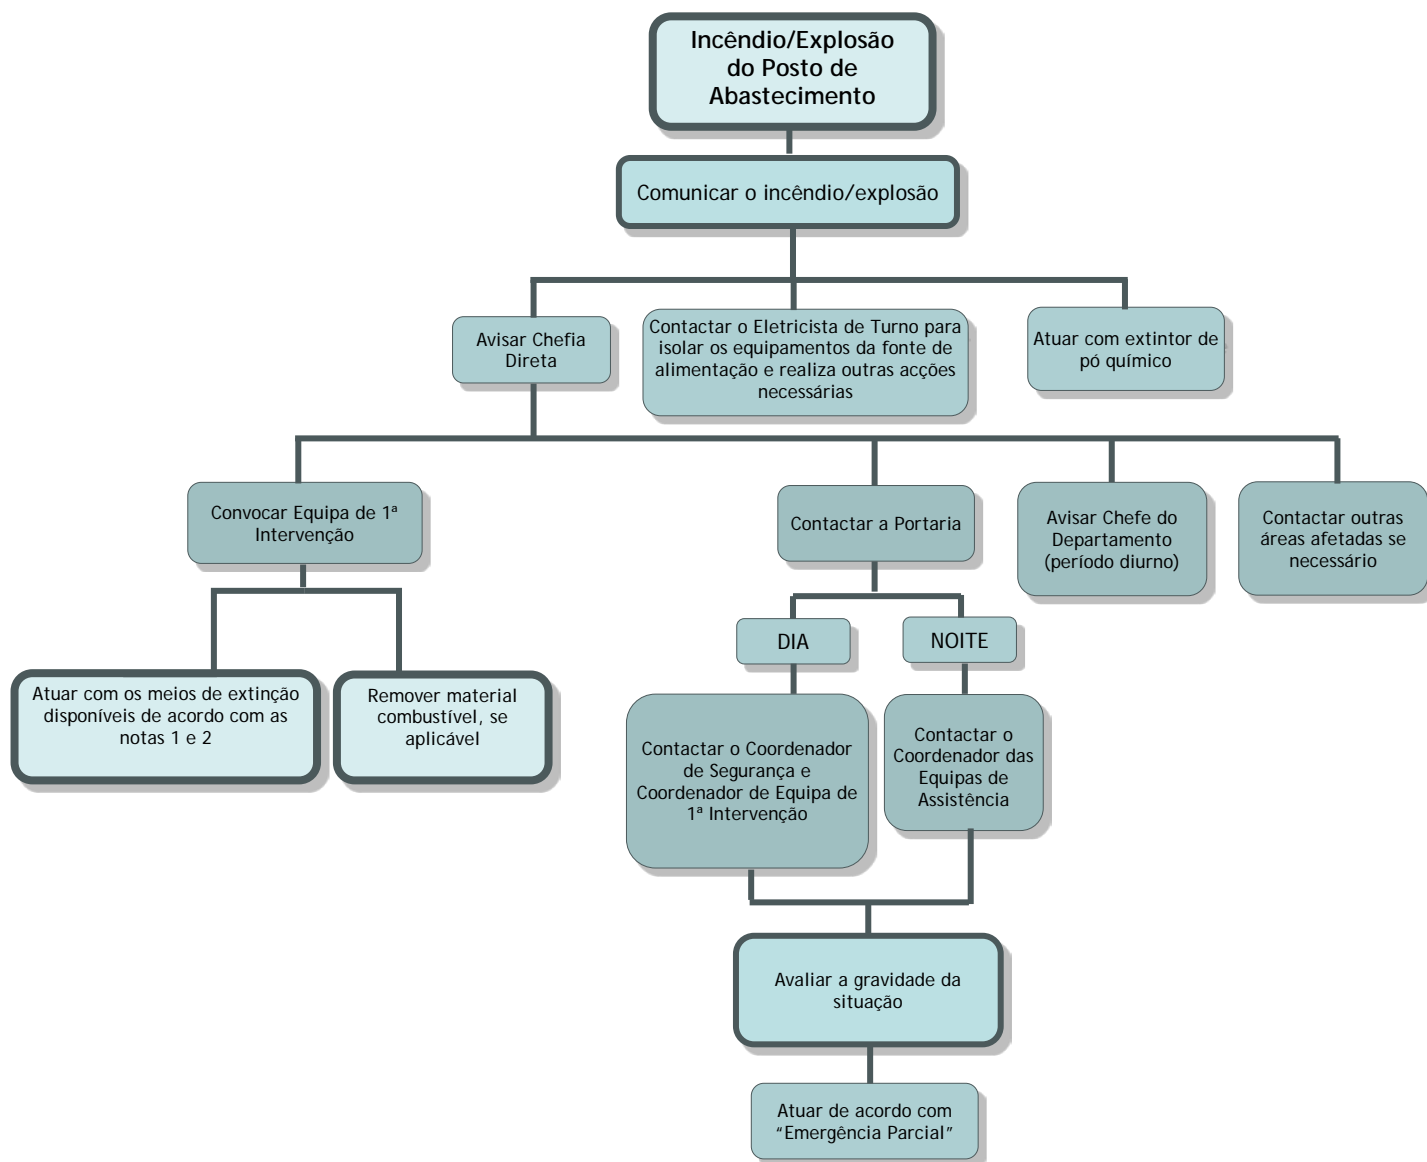 Incêndio/Explosão
do Posto de
Abastecimento
Comunicar o incêndio/explosão
Avisar Chefia
Direta
Contactar o Eletricista de Turno para
isolar os equipamentos da fonte de
alimentação e realiza outras acções
necessárias
Atuar com extintor de
pó químico
Convocar Equipa de 1ª
Intervenção
Contactar a Portaria
Avisar Chefe do
Departamento
(período diurno)
Contactar outras
áreas afetadas se
necessário
DIA
NOITE
Atuar com os meios de extinção
disponíveis de acordo com as
notas 1 e 2
Remover material
combustível, se
aplicável
Contactar o Coordenador
de Segurança e
Coordenador de Equipa de
1ª Intervenção
Contactar o
Coordenador das
Equipas de
Assistência
Avaliar a gravidade da
situação
Atuar de acordo com
“Emergência Parcial”